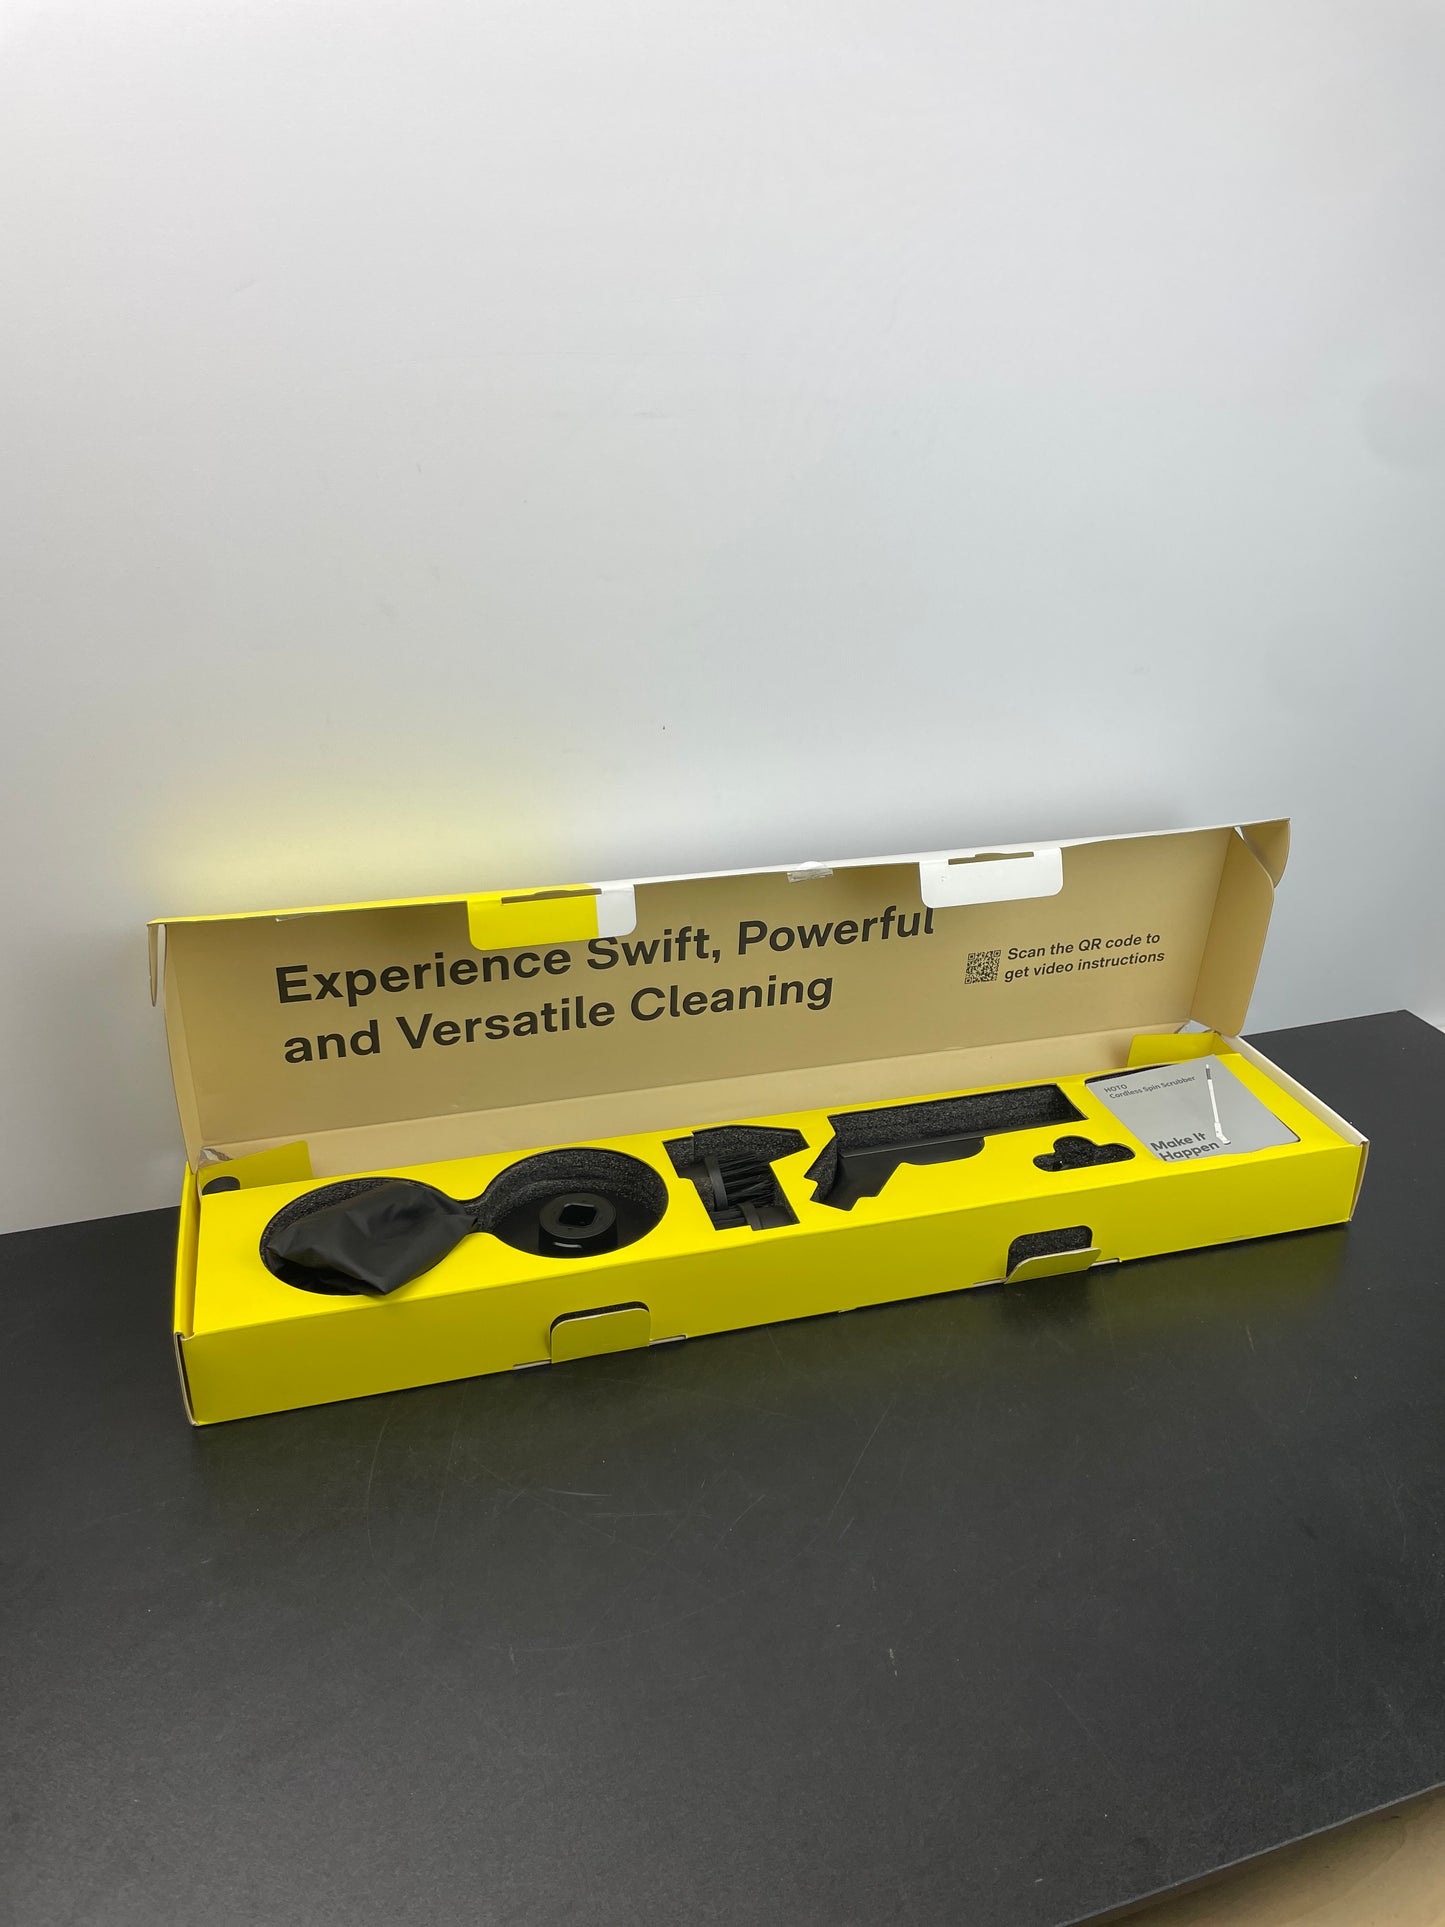 Experience Swift, Powerful
and Versatile Cleaning
Scan the QR code to
get video instructions
HOTO
Cordless Spin Scrubber
Make It
Happen